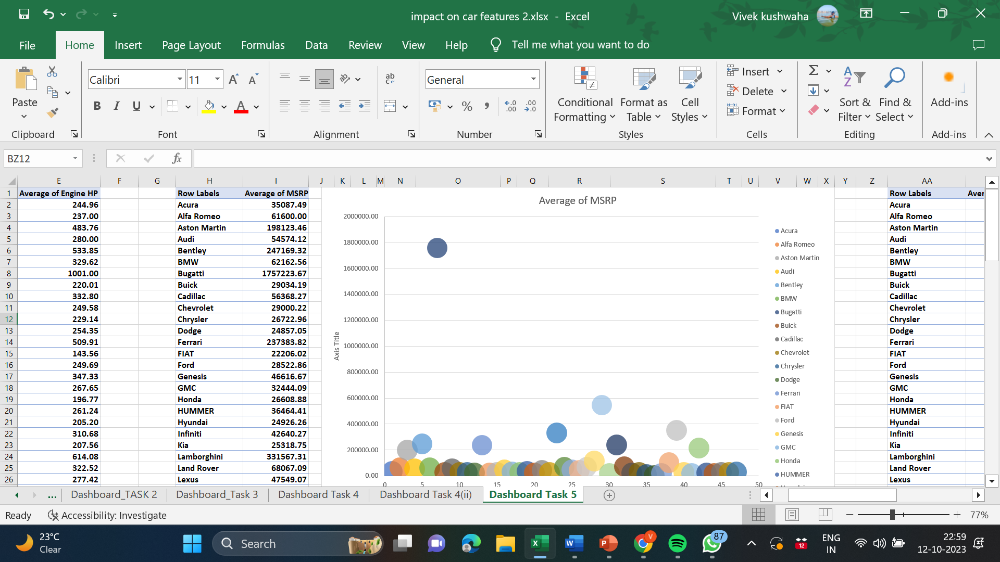 impact on car features 2.xlsx - Excel
Vivek kushwaha
File Home Insert Page Layout Formulas Data Review View Help Tell me what you want to do
Paste
Clipboard
Calibri 11
B I U
Font
ab
Alignment
General
% ,
Number
Conditional Formatting
Format as Table
Cell Styles
Styles
Insert
Delete
Format
Cells
Sort & Filter
Find & Select
Editing
Add-ins
Add-ins
BZ12
fx
E F G H I J K L M N O P Q R S T U V W X Y Z AA
1 Average of Engine HP Row Labels Average of MSRP Row Labels Aver
2 244.96 Acura 35087.49 Acura
3 237.00 Alfa Romeo 61600.00 Alfa Romeo
4 483.76 Aston Martin 198123.46 Aston Martin
5 280.00 Audi 54574.12 Audi
6 533.85 Bentley 247169.32 Bentley
7 329.62 BMW 62162.56 BMW
8 1001.00 Bugatti 1757223.67 Bugatti
9 220.01 Buick 29034.19 Buick
10 332.80 Cadillac 56368.27 Cadillac
11 249.58 Chevrolet 29000.22 Chevrolet
12 229.14 Chrysler 26722.96 Chrysler
13 254.35 Dodge 24857.05 Dodge
14 509.91 Ferrari 237383.82 Ferrari
15 143.56 FIAT 22206.02 FIAT
16 249.69 Ford 28522.86 Ford
17 347.33 Genesis 46616.67 Genesis
18 267.65 GMC 32444.09 GMC
19 196.77 Honda 26608.88 Honda
20 261.24 HUMMER 36464.41 HUMMER
21 205.20 Hyundai 24926.26 Hyundai
22 310.68 Infiniti 42640.27 Infiniti
23 207.56 Kia 25318.75 Kia
24 614.08 Lamborghini 331567.31 Lamborghini
25 322.52 Land Rover 68067.09 Land Rover
26 277.42 Lexus 47549.07 Lexus
Average of MSRP
Axis Title
2000000.00
1800000.00
1600000.00
1400000.00
1200000.00
1000000.00
800000.00
600000.00
400000.00
200000.00
0.00
0 5 10 15 20 25 30 35 40 45 50
Acura
Alfa Romeo
Aston Martin
Audi
Bentley
BMW
Bugatti
Buick
Cadillac
Chevrolet
Chrysler
Dodge
Ferrari
FIAT
Ford
Genesis
GMC
Honda
HUMMER
... Dashboard_TASK 2 Dashboard_Task 3 Dashboard Task 4 Dashboard Task 4(ii) Dashboard Task 5
Ready Accessibility: Investigate 77%
23°C
Clear
Search
87
12
ENG
IN
22:59
12-10-2023